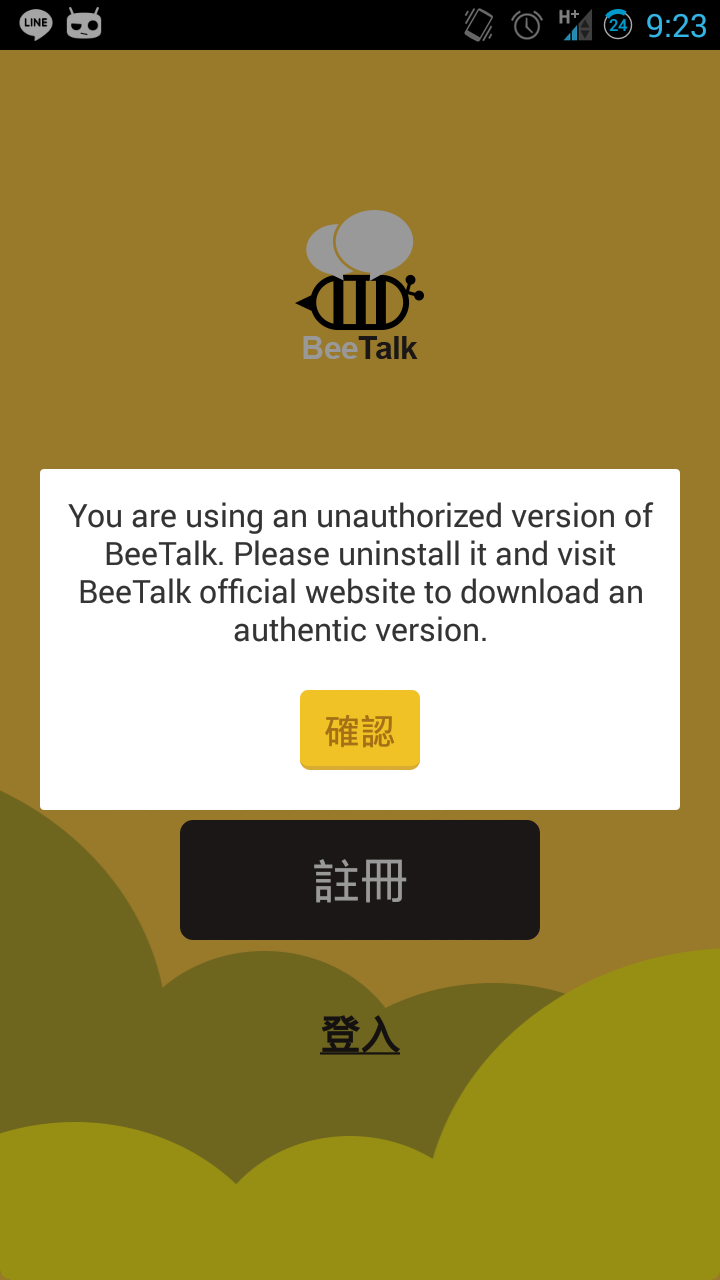 LINE
H+
24
9:23
BeeTalk
You are using an unauthorized version of
BeeTalk. Please uninstall it and visit
BeeTalk official website to download an
authentic version.
確認
註冊
登入